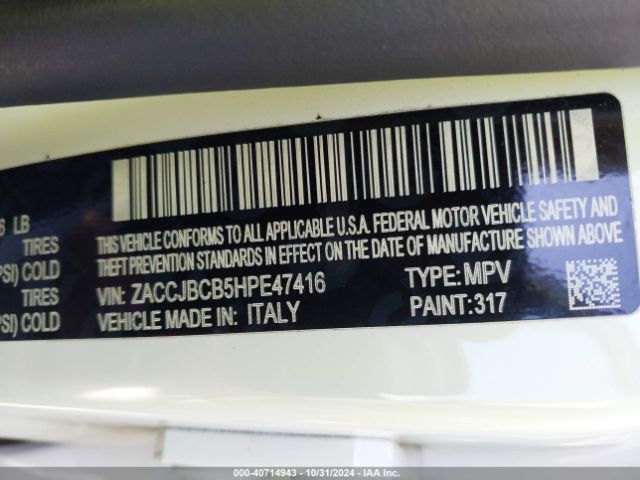 6 LB
TIRES
PSI) COLD
TIRES
PSI) COLD
THIS VEHICLE CONFORMS TO ALL APPLICABLE U.S.A. FEDERAL MOTOR VEHICLE SAFETY AND
THEFT PREVENTION STANDARDS IN EFFECT ON THE DATE OF MANUFACTURE SHOWN ABOVE
VIN: ZACCJBCB5HPE47416 TYPE: MPV
VEHICLE MADE IN: ITALY PAINT: 317
000-40714943 - 10/31/2024 - IAA Inc.